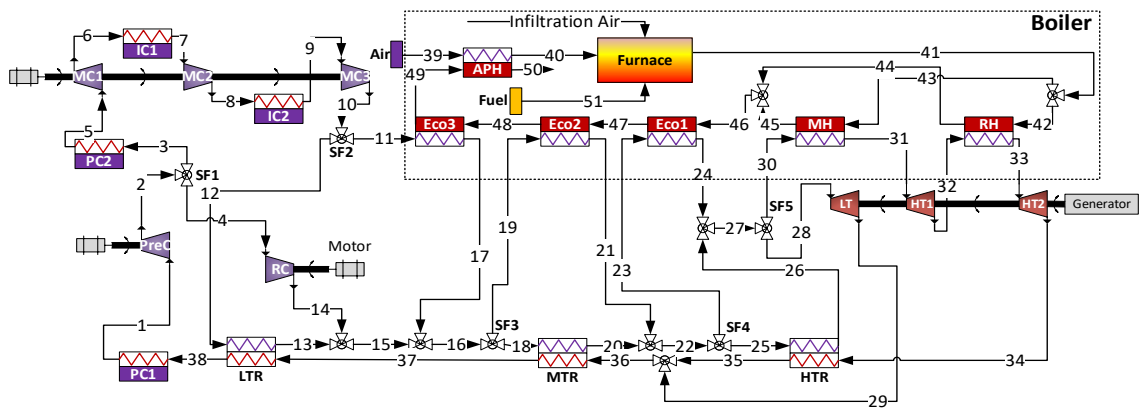 Infiltration Air
Boiler
6
7
9
Air
39
40
41
IC1
49
APH
50
Furnace
44
43
MC1
MC2
MC3
8
IC2
10
Fuel
51
5
11
Eco3
48
Eco2
47
Eco1
46
45
MH
RH
42
3
SF2
31
PC2
30
24
32
33
2
SF1
12
SF5
LT
HT1
HT2
Generator
4
19
27
28
PreC
Motor
17
21
23
26
RC
14
1
SF3
SF4
13
15
16
18
20
22
25
38
37
36
35
34
PC1
LTR
MTR
HTR
29